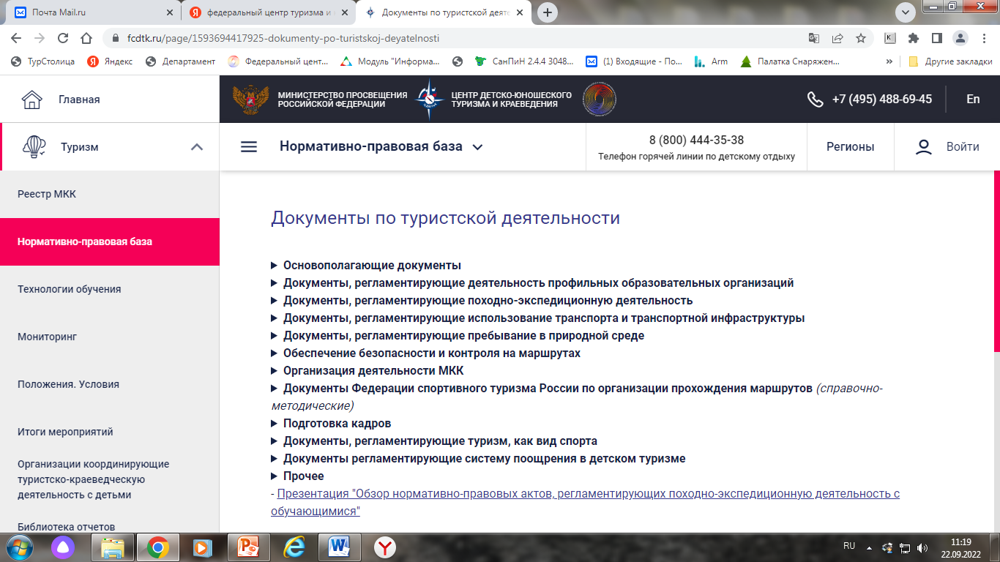 Почта Mail.ru
федеральный центр туризма и к
Документы по туристской деяте
fcdtk.ru/page/1593694417925-dokumenty-po-turistskoj-deyatelnosti
ТурСтолица
Яндекс
Департамент
Федеральный цент...
Модуль "Информа...
СанПиН 2.4.4 3048...
(1) Входящие - По...
Arm
Палатка Снаряжен...
»
Другие закладки
Главная
МИНИСТЕРСТВО ПРОСВЕЩЕНИЯ
РОССИЙСКОЙ ФЕДЕРАЦИИ
ЦЕНТР ДЕТСКО-ЮНОШЕСКОГО
ТУРИЗМА И КРАЕВЕДЕНИЯ
+7 (495) 488-69-45
En
Туризм
Нормативно-правовая база
8 (800) 444-35-38
Телефон горячей линии по детскому отдыху
Регионы
Войти
Реестр МКК
Нормативно-правовая база
Технологии обучения
Мониторинг
Положения. Условия
Итоги мероприятий
Организации координирующие
туристско-краеведческую
деятельность с детьми
Библиотека отчетов
Документы по туристской деятельности
Основополагающие документы
Документы, регламентирующие деятельность профильных образовательных организаций
Документы, регламентирующие походно-экспедиционную деятельность
Документы, регламентирующие использование транспорта и транспортной инфраструктуры
Документы, регламентирующие пребывание в природной среде
Обеспечение безопасности и контроля на маршрутах
Организация деятельности МКК
Документы Федерации спортивного туризма России по организации прохождения маршрутов (справочно-
методические)
Подготовка кадров
Документы, регламентирующие туризм, как вид спорта
Документы регламентирующие систему поощрения в детском туризме
Прочее
- Презентация "Обзор нормативно-правовых актов, регламентирующих походно-экспедиционную деятельность с
обучающимися"
RU
11:19
22.09.2022